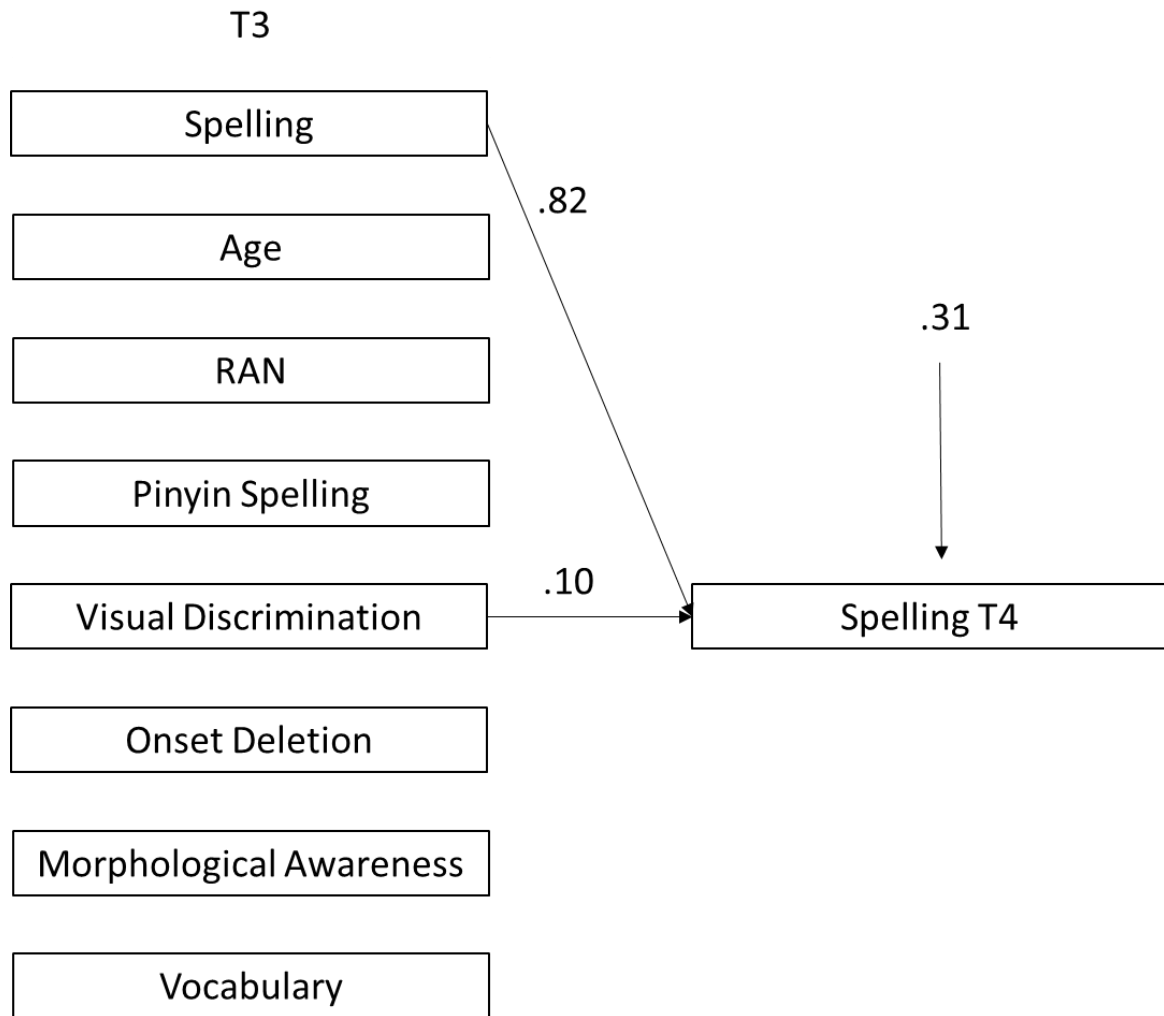 T3
Spelling
.82
Age
.31
RAN
Pinyin Spelling
.10
Visual Discrimination
Spelling T4
Onset Deletion
Morphological Awareness
Vocabulary